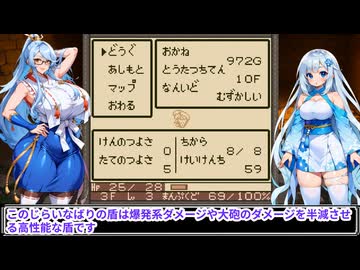 ▶どうぐ
あしもと
マップ
おわる
おかね
972G
とうたつちてん
10F
なんいど
むずかしい
けんのつよさ
0
たてのつよさ
5
ちから
8/ 8
けいけんち
59
Hp 25/ 28
3F Lv 3 まんぷくど 69/100%
このじらいなばりの盾は爆発系ダメージや大砲のダメージを半減させ
る高性能な盾です